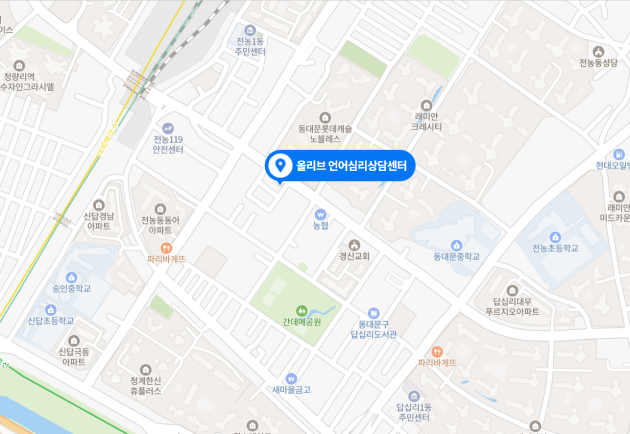 전농1동
주민센터
전농동성당
청량리역
수자인그라시엘
래미안
크레시티
동대문롯데캐슬
노블레스
전농119
안전센터
올리브 언어심리상담센터
현대오일뱅
신답경남
아파트
전농동동아
아파트
농협
래미안
미드카운
파리바게뜨
경신교회
동대문중학교
전농초등학교
숭인중학교
답십리대우
푸르지오아파트
신답초등학교
간데메공원
동대문구
답십리도서관
신답극동
아파트
파리바게뜨
청계한신
휴플러스
새마을금고
답십리1동
주민센터